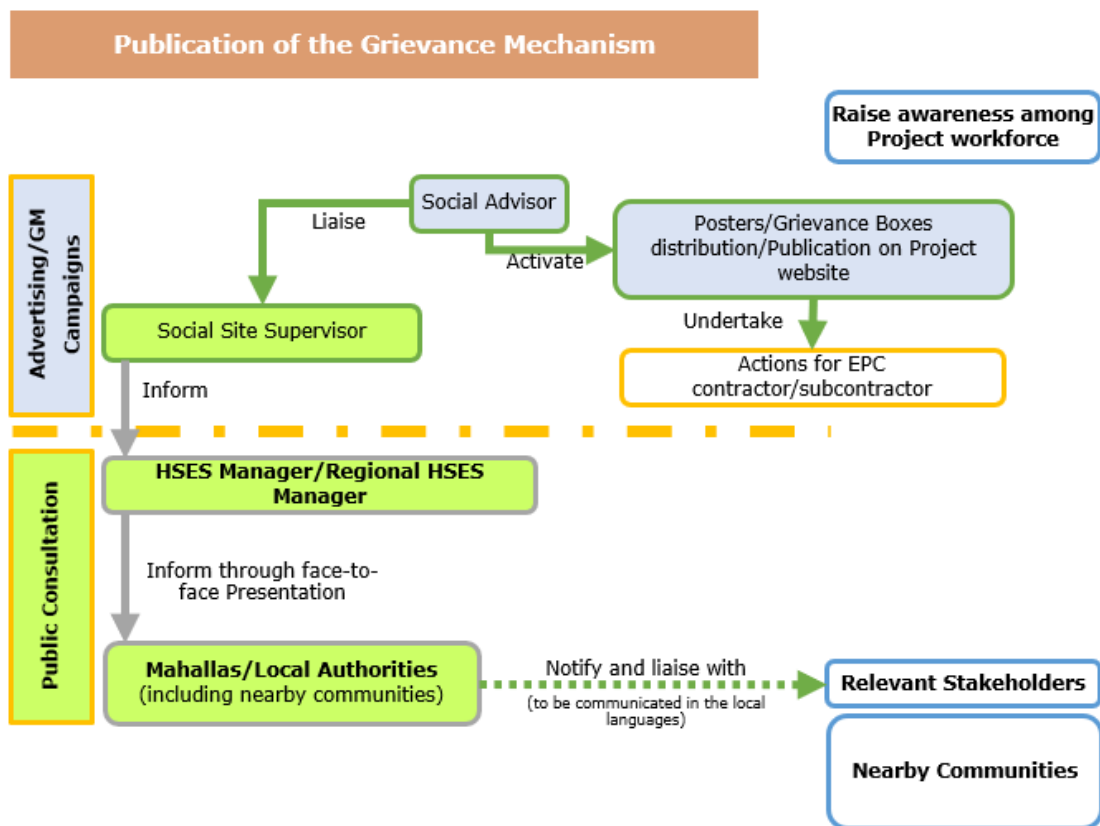 Publication of the Grievance Mechanism
Raise awareness among
Project workforce
Advertising/GM
Campaigns
Social Advisor
Liaise
Activate
Posters/Grievance Boxes
distribution/Publication on Project
website
Social Site Supervisor
Undertake
Actions for EPC
contractor/subcontractor
Inform
Public Consultation
HSES Manager/Regional HSES
Manager
Inform through face-to-
face Presentation
Mahallas/Local Authorities
(including nearby communities)
Notify and liaise with
(to be communicated in the local
languages)
Relevant Stakeholders
Nearby Communities